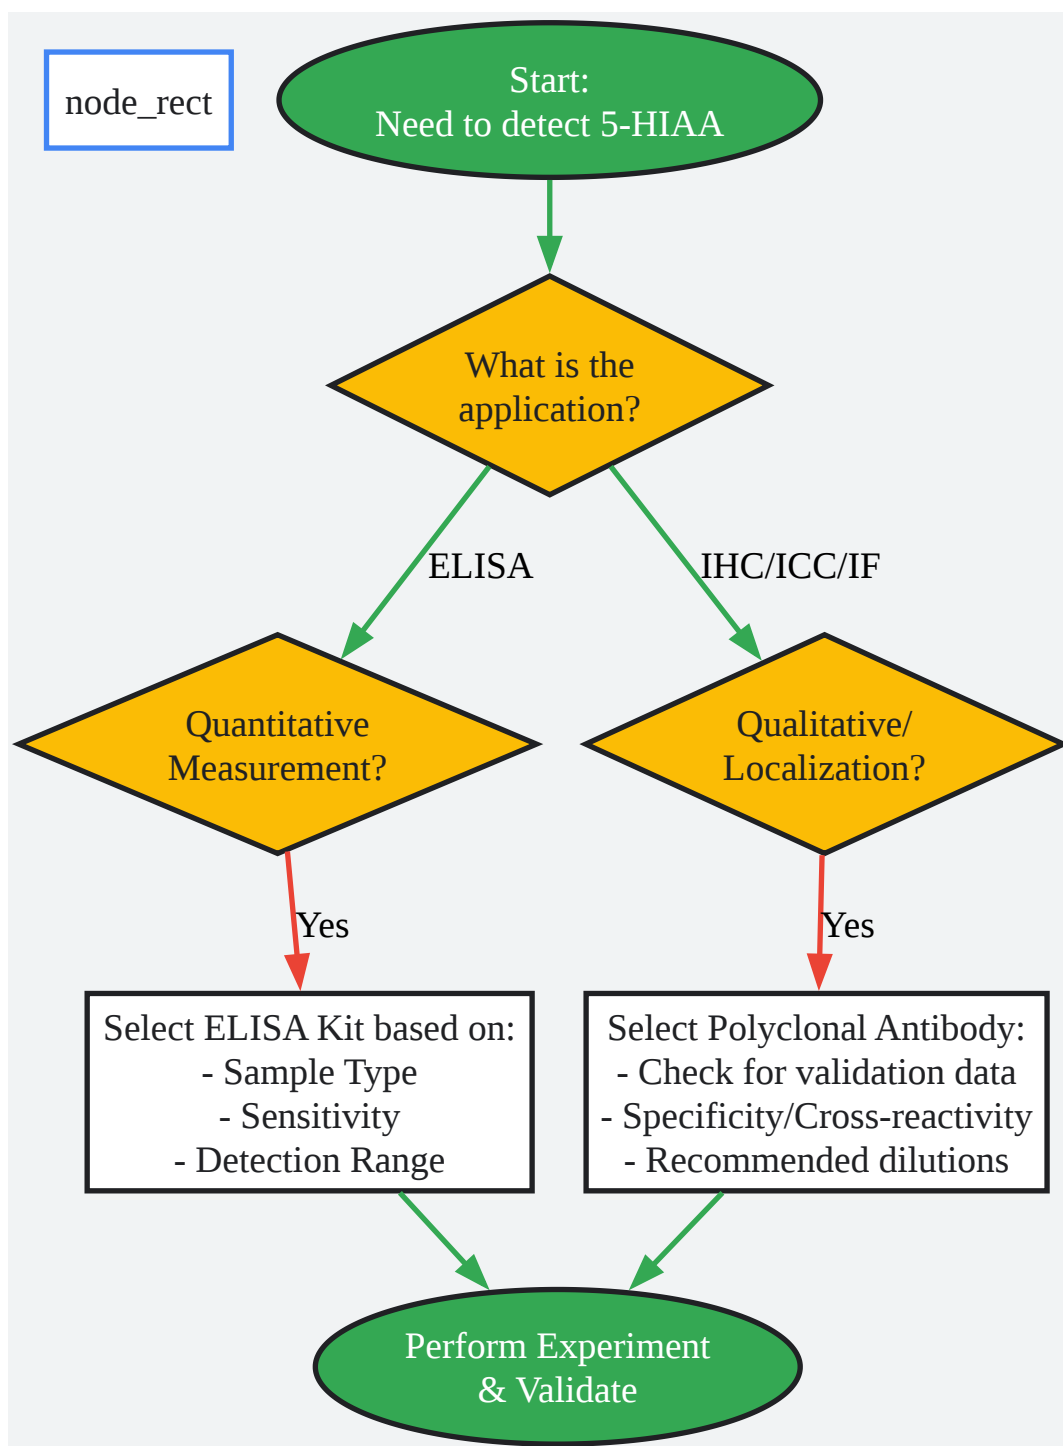 node_rect
Start:
Need to detect 5-HIAA
What is the
application?
ELISA
IHC/ICC/IF
Quantitative
Measurement?
Qualitative/
Localization?
Yes
Yes
Select ELISA Kit based on:
- Sample Type
- Sensitivity
- Detection Range
Select Polyclonal Antibody:
- Check for validation data
- Specificity/Cross-reactivity
- Recommended dilutions
Perform Experiment
& Validate